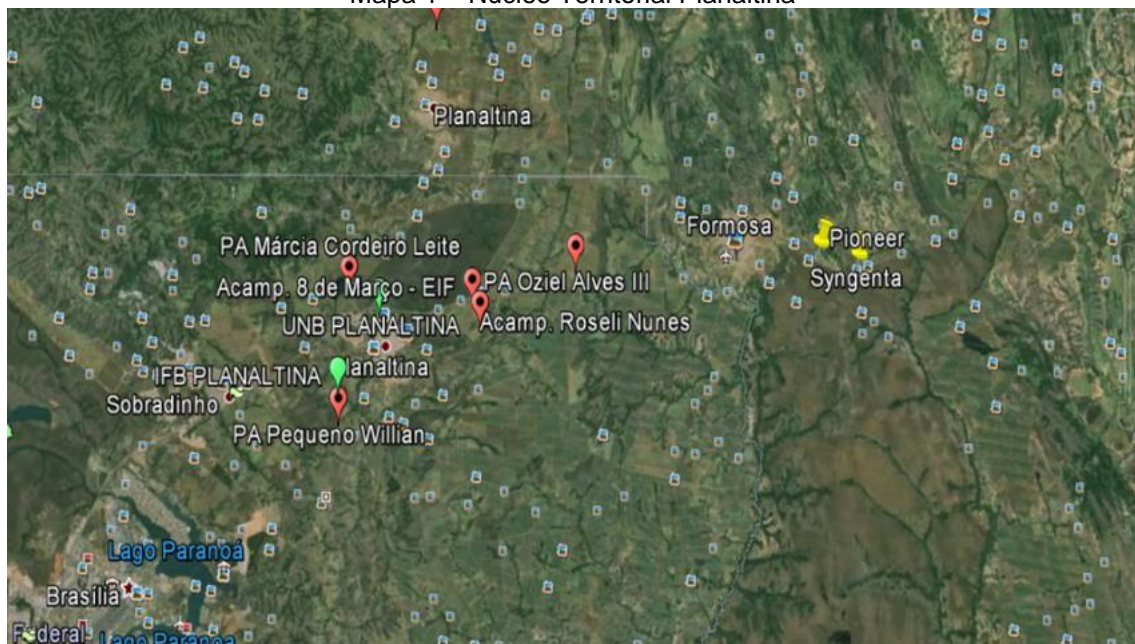 Mapa 1 – Núcleo Territorial Planaltina
Planaltina
Formosa
PA Márcia Cordeiro Leite
Pioneer
Acamp. 8 de Março - EIF
PA Oziel Alves III
Syngenta
UNB PLANALTINA
Acamp. Roseli Nunes
lanaltina
IFB PLANALTINA
Sobradinho
PA Pequeno Willian
Lago Paranoá
Brasília
Federal
Lago Paranoa